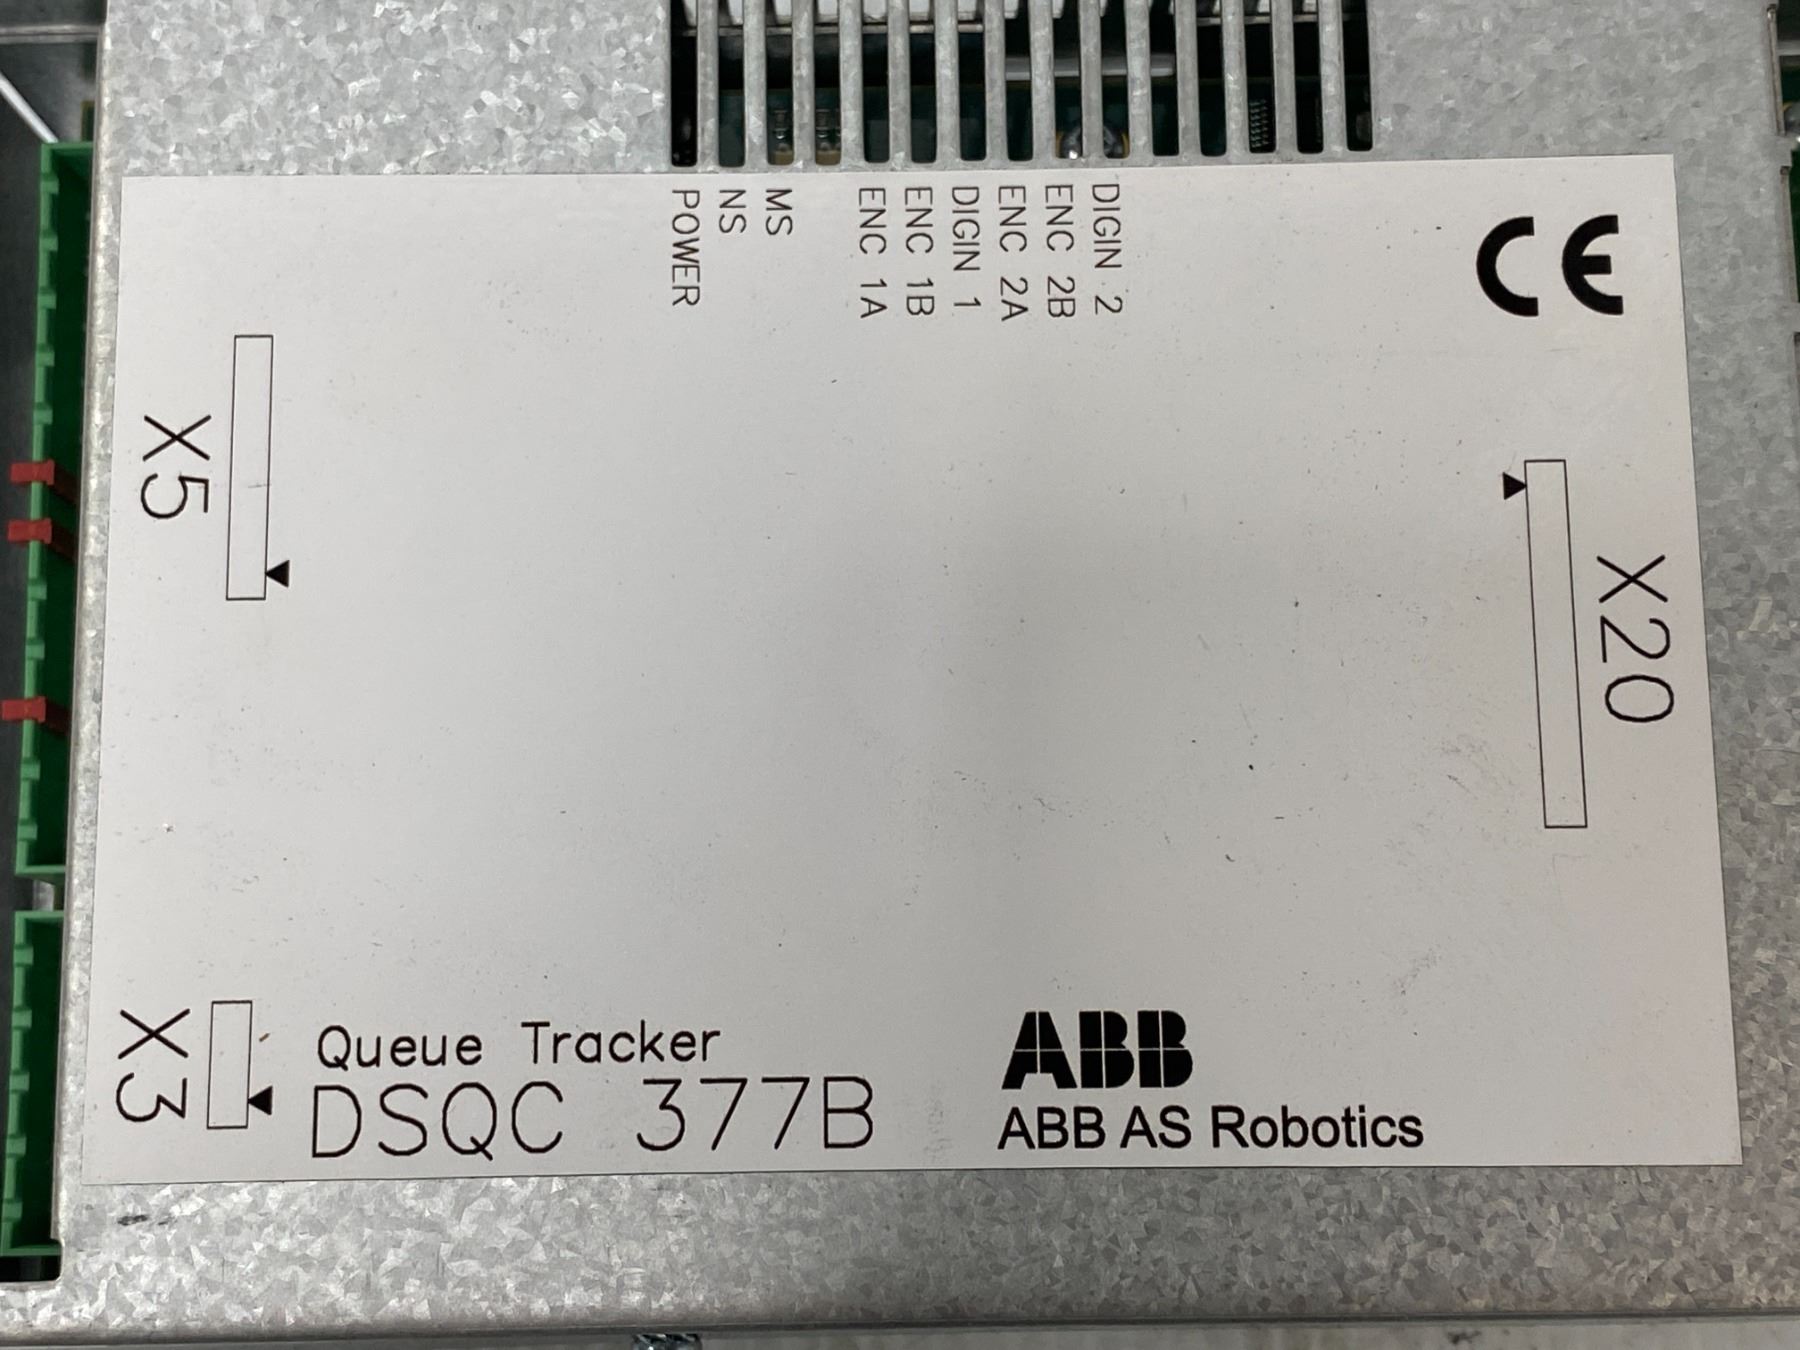 POWER
NS
MS
ENC 1A
ENC 1B
DIGIN 1
ENC 2A
ENC 2B
DIGIN 2
CE
X5
X20
X3
Queue Tracker
DSQC 377B
ABB
ABB AS Robotics